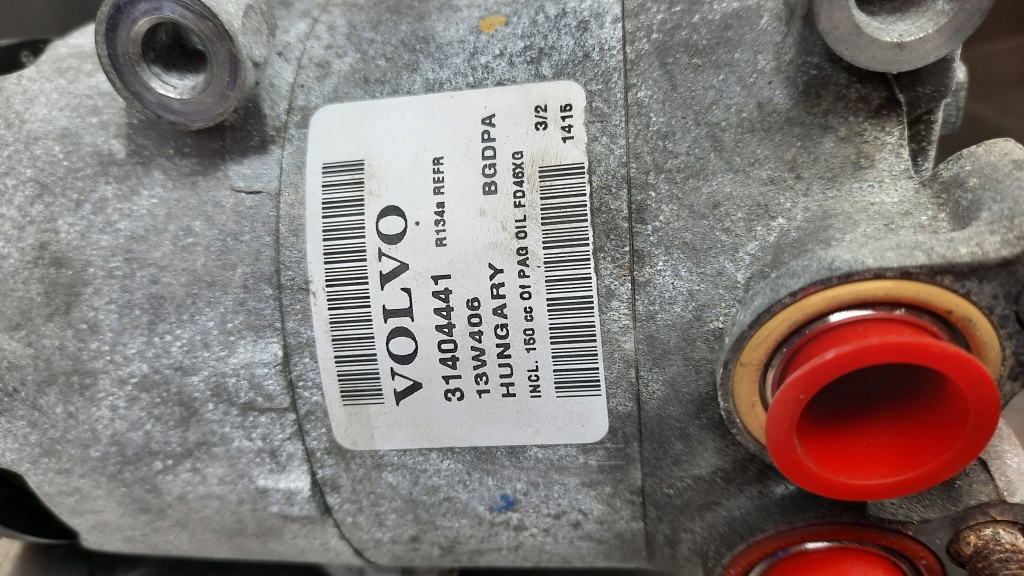 VOLVO
31404441 R134a REFR
13W406
HUNGARY BGDPA 3/2
INCL. 150 cc Of PAG OIL FD46XG 1415